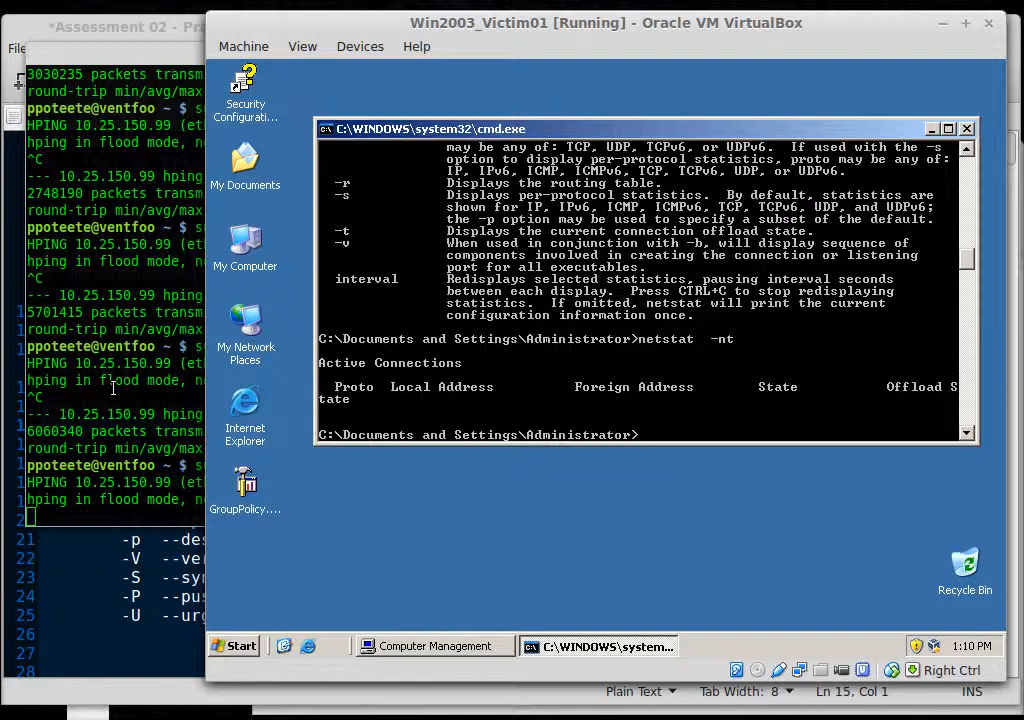 *Assessment 02 - Pra
File
3030235 packets transm
round-trip min/avg/max
ppoteete@ventfoo ~ $ s
HPING 10.25.150.99 (et
hping in flood mode, n
^C
--- 10.25.150.99 hping
2748190 packets transm
round-trip min/avg/max
ppoteete@ventfoo ~ $ s
HPING 10.25.150.99 (et
hping in flood mode, n
^C
--- 10.25.150.99 hping
5701415 packets transm
round-trip min/avg/max
ppoteete@ventfoo ~ $ s
HPING 10.25.150.99 (et
hping in flood mode, n
^C
--- 10.25.150.99 hping
6060340 packets transm
round-trip min/avg/max
ppoteete@ventfoo ~ $ s
HPING 10.25.150.99 (et
hping in flood mode, n
21 -p --des
22 -V --ver
23 -S --syn
24 -P --pus
25 -U --urg
26
27
28
Win2003_Victim01 [Running] - Oracle VM VirtualBox
Machine View Devices Help
Security
Configurati...
My Documents
My Computer
My Network
Places
Internet
Explorer
GroupPolicy....
Recycle Bin
C:\WINDOWS\system32\cmd.exe
may be any of: TCP, UDP, TCPv6, or UDPv6. If used with the -s
option to display per-protocol statistics, proto may be any of:
IP, IPv6, ICMP, ICMPv6, TCP, TCPv6, UDP, or UDPv6.
-r Displays the routing table.
-s Displays per-protocol statistics. By default, statistics are
shown for IP, IPv6, ICMP, ICMPv6, TCP, TCPv6, UDP, and UDPv6;
the -p option may be used to specify a subset of the default.
-t Displays the current connection offload state.
-v When used in conjunction with -b, will display sequence of
components involved in creating the connection or listening
port for all executables.
interval Redisplays selected statistics, pausing interval seconds
between each display. Press CTRL+C to stop redisplaying
statistics. If omitted, netstat will print the current
configuration information once.
C:\Documents and Settings\Administrator>netstat -nt
Active Connections
Proto Local Address Foreign Address State Offload S
tate
C:\Documents and Settings\Administrator>
Start Computer Management C:\WINDOWS\system... 1:10 PM
Right Ctrl
Plain Text Tab Width: 8 Ln 15, Col 1 INS